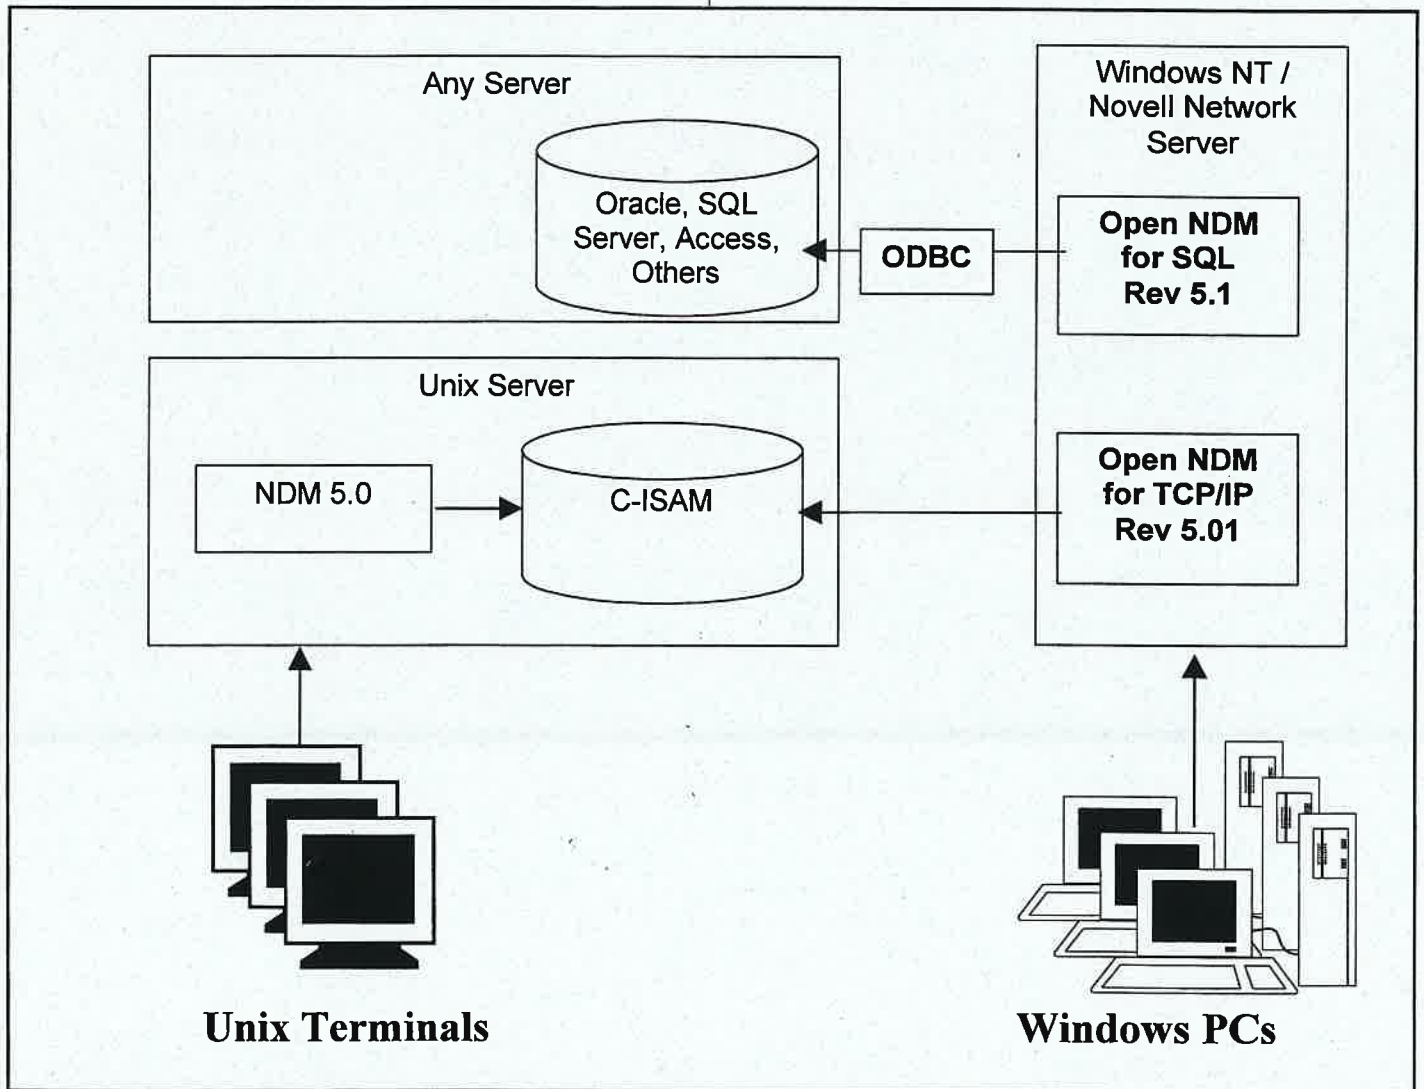 Any Server
Oracle, SQL
Server, Access,
Others
ODBC
Windows NT /
Novell Network
Server
Open NDM
for SQL
Rev 5.1
Unix Server
NDM 5.0
C-ISAM
Open NDM
for TCP/IP
Rev 5.01
Unix Terminals
Windows PCs